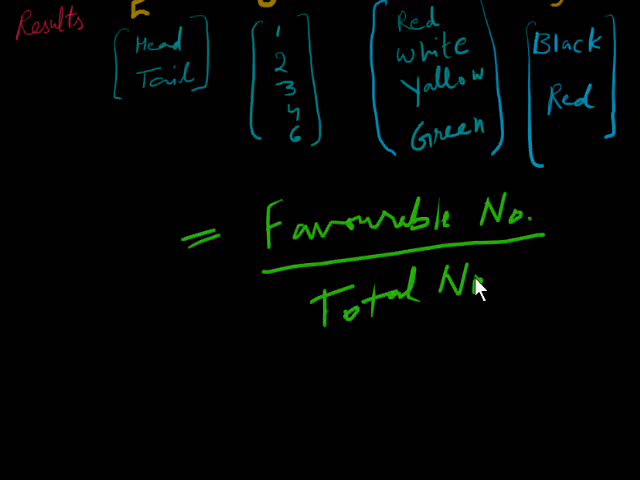 Results
Head
Tail
1
2
3
4
6
Red
White
Yallow
Green
Black
Red
= Favourable No.
Total No